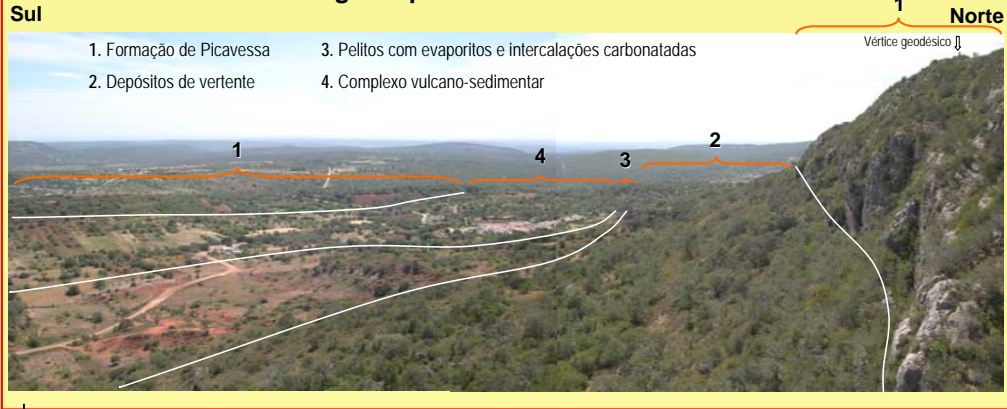 1
Sul
Norte
Vértice geodésico
1. Formação de Picavessa
3. Pelitos com evaporitos e intercalações carbonatadas
2. Depósitos de vertente
4. Complexo vulcano-sedimentar
1
4
3
2